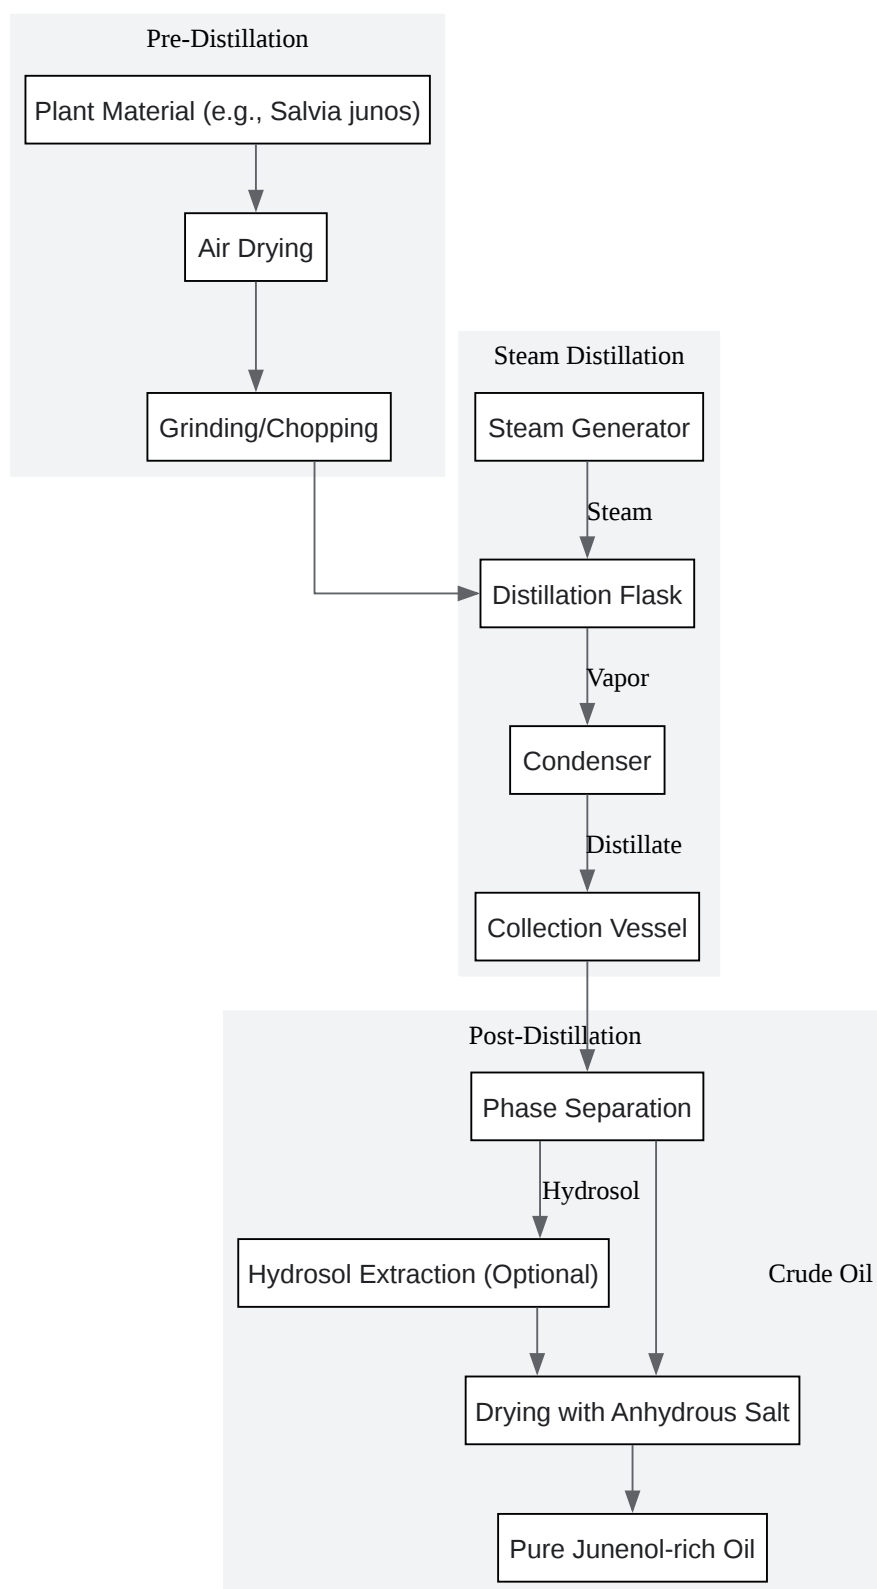 Pre-Distillation
Plant Material (e.g., Salvia junos)
Air Drying
Grinding/Chopping
Steam Distillation
Steam Generator
Steam
Distillation Flask
Vapor
Condenser
Distillate
Collection Vessel
Post-Distillation
Phase Separation
Hydrosol
Hydrosol Extraction (Optional)
Crude Oil
Drying with Anhydrous Salt
Pure Junenol-rich Oil